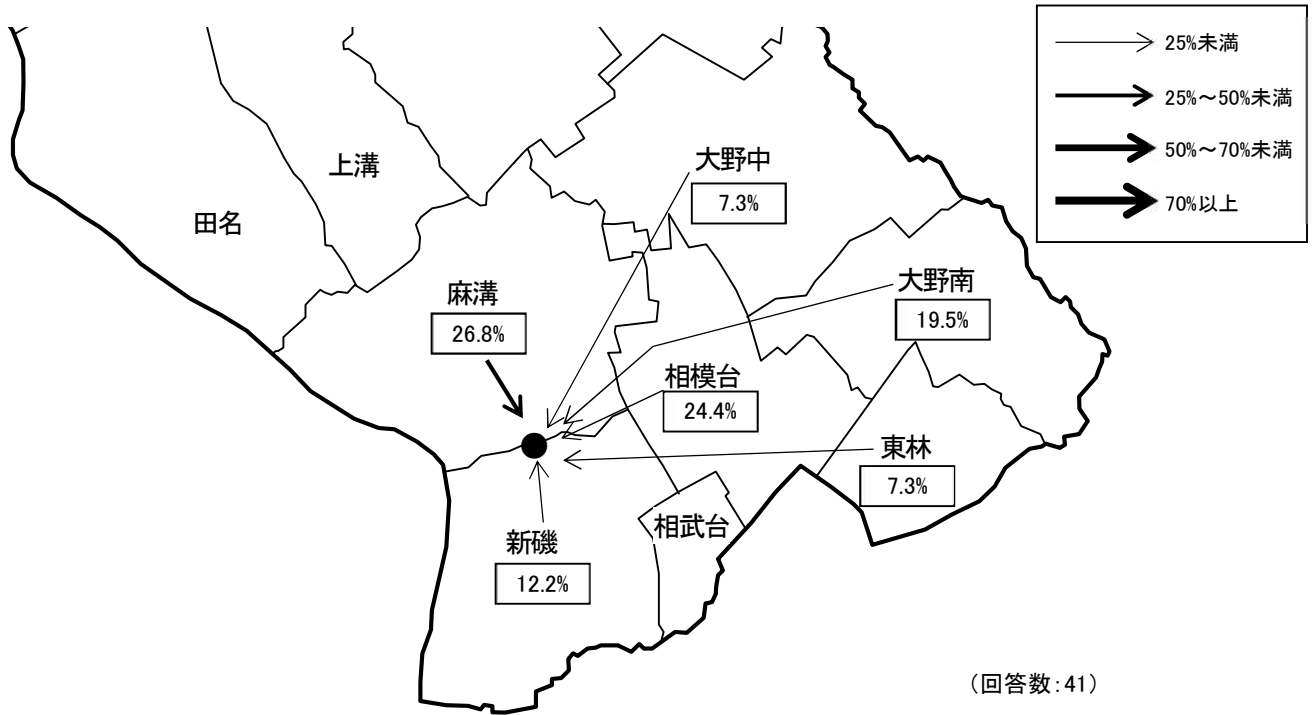 25%未満
25%～50%未満
50%～70%未満
70%以上
大野中
7.3%
上溝
田名
大野南
19.5%
麻溝
26.8%
相模台
24.4%
東林
7.3%
相武台
新磯
12.2%
（回答数：41）